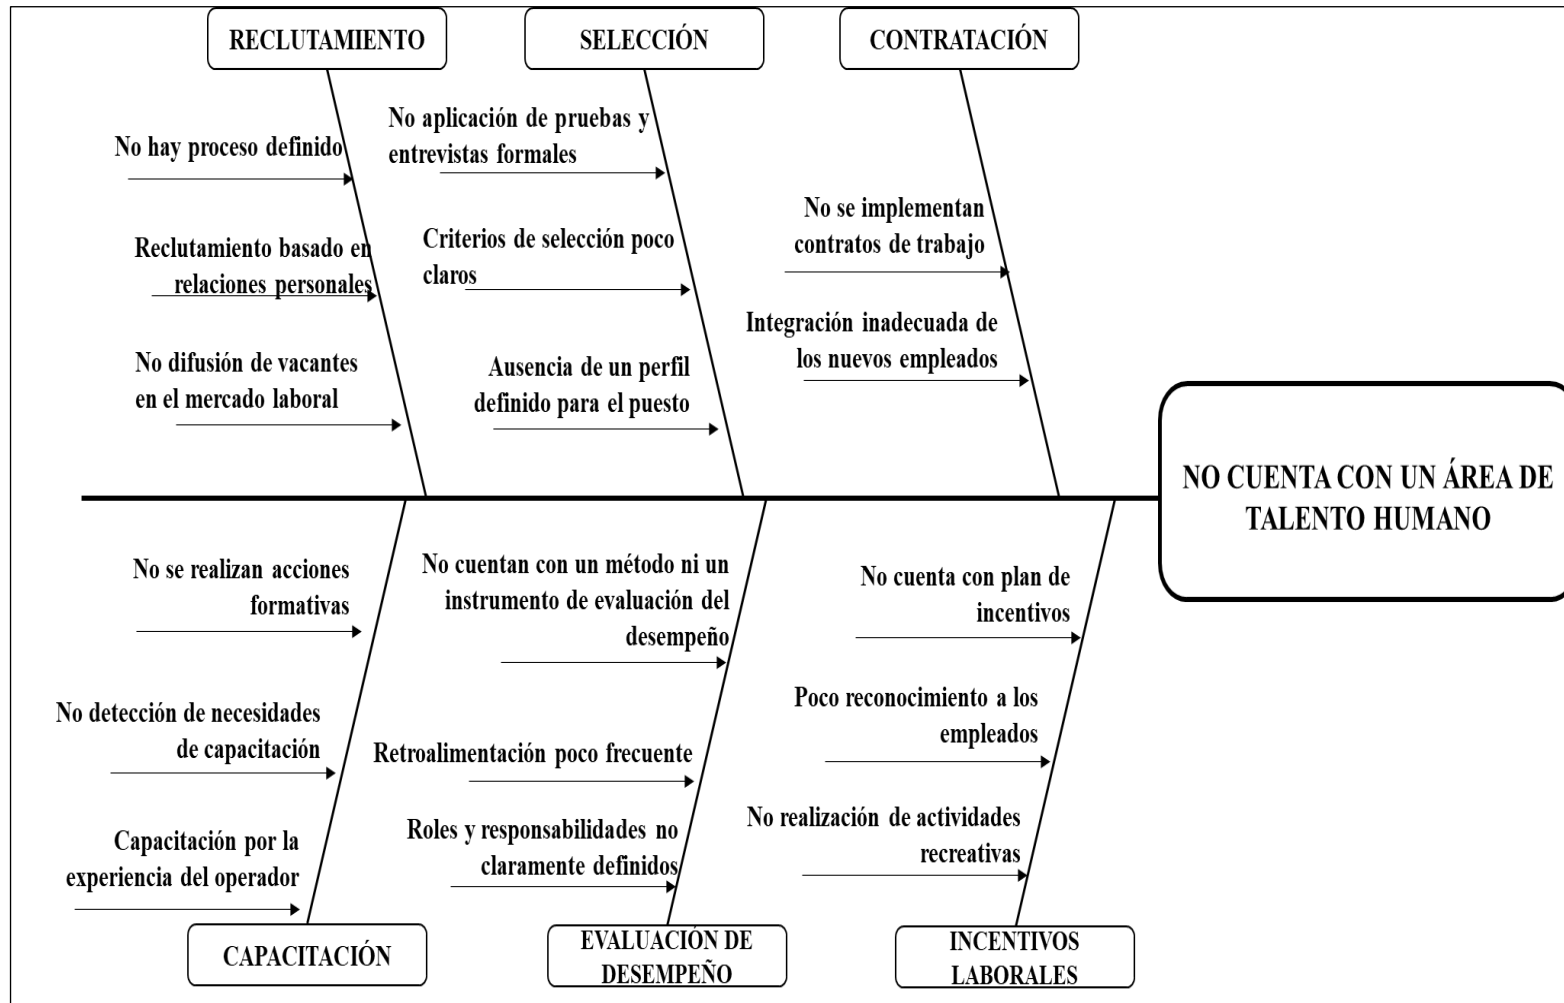 RECLUTAMIENTO
SELECCIÓN
CONTRATACIÓN
No hay proceso definido
Reclutamiento basado en
relaciones personales
No difusión de vacantes
en el mercado laboral
No aplicación de pruebas y
entrevistas formales
Criterios de selección poco
claros
Ausencia de un perfil
definido para el puesto
No se implementan
contratos de trabajo
Integración inadecuada de
los nuevos empleados
NO CUENTA CON UN ÁREA DE
TALENTO HUMANO
No se realizan acciones
formativas
No detección de necesidades
de capacitación
Capacitación por la
experiencia del operador
No cuentan con un método ni un
instrumento de evaluación del
desempeño
Retroalimentación poco frecuente
Roles y responsabilidades no
claramente definidos
No cuenta con plan de
incentivos
Poco reconocimiento a los
empleados
No realización de actividades
recreativas
CAPACITACIÓN
EVALUACIÓN DE
DESEMPEÑO
INCENTIVOS
LABORALES